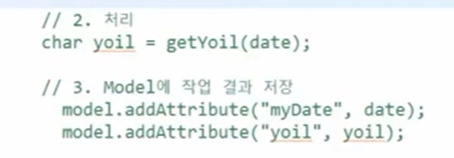 // 2. 처리
char yoil = getYoil(date);
// 3. Model에 작업 결과 저장
model.addAttribute("myDate", date);
model.addAttribute("yoil", yoil);